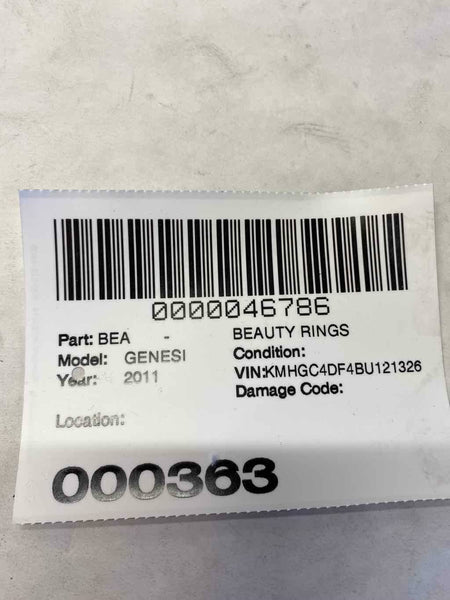 0000046786
Part: BEA - BEAUTY RINGS
Model: GENESI Condition:
Year: 2011 VIN:KMHGC4DF4BU121326
Damage Code:
Location:
000363